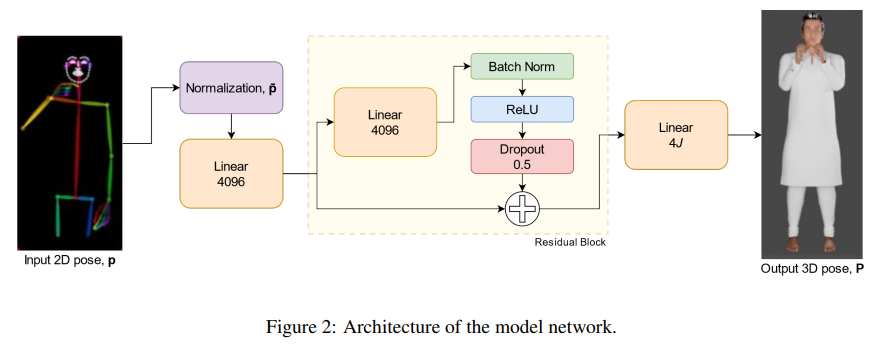 Input 2D pose, p
Normalization, p̄
Linear
4096
Linear
4096
Batch Norm
ReLU
Dropout
0.5
Residual Block
Linear
4J
Output 3D pose, P
Figure 2: Architecture of the model network.